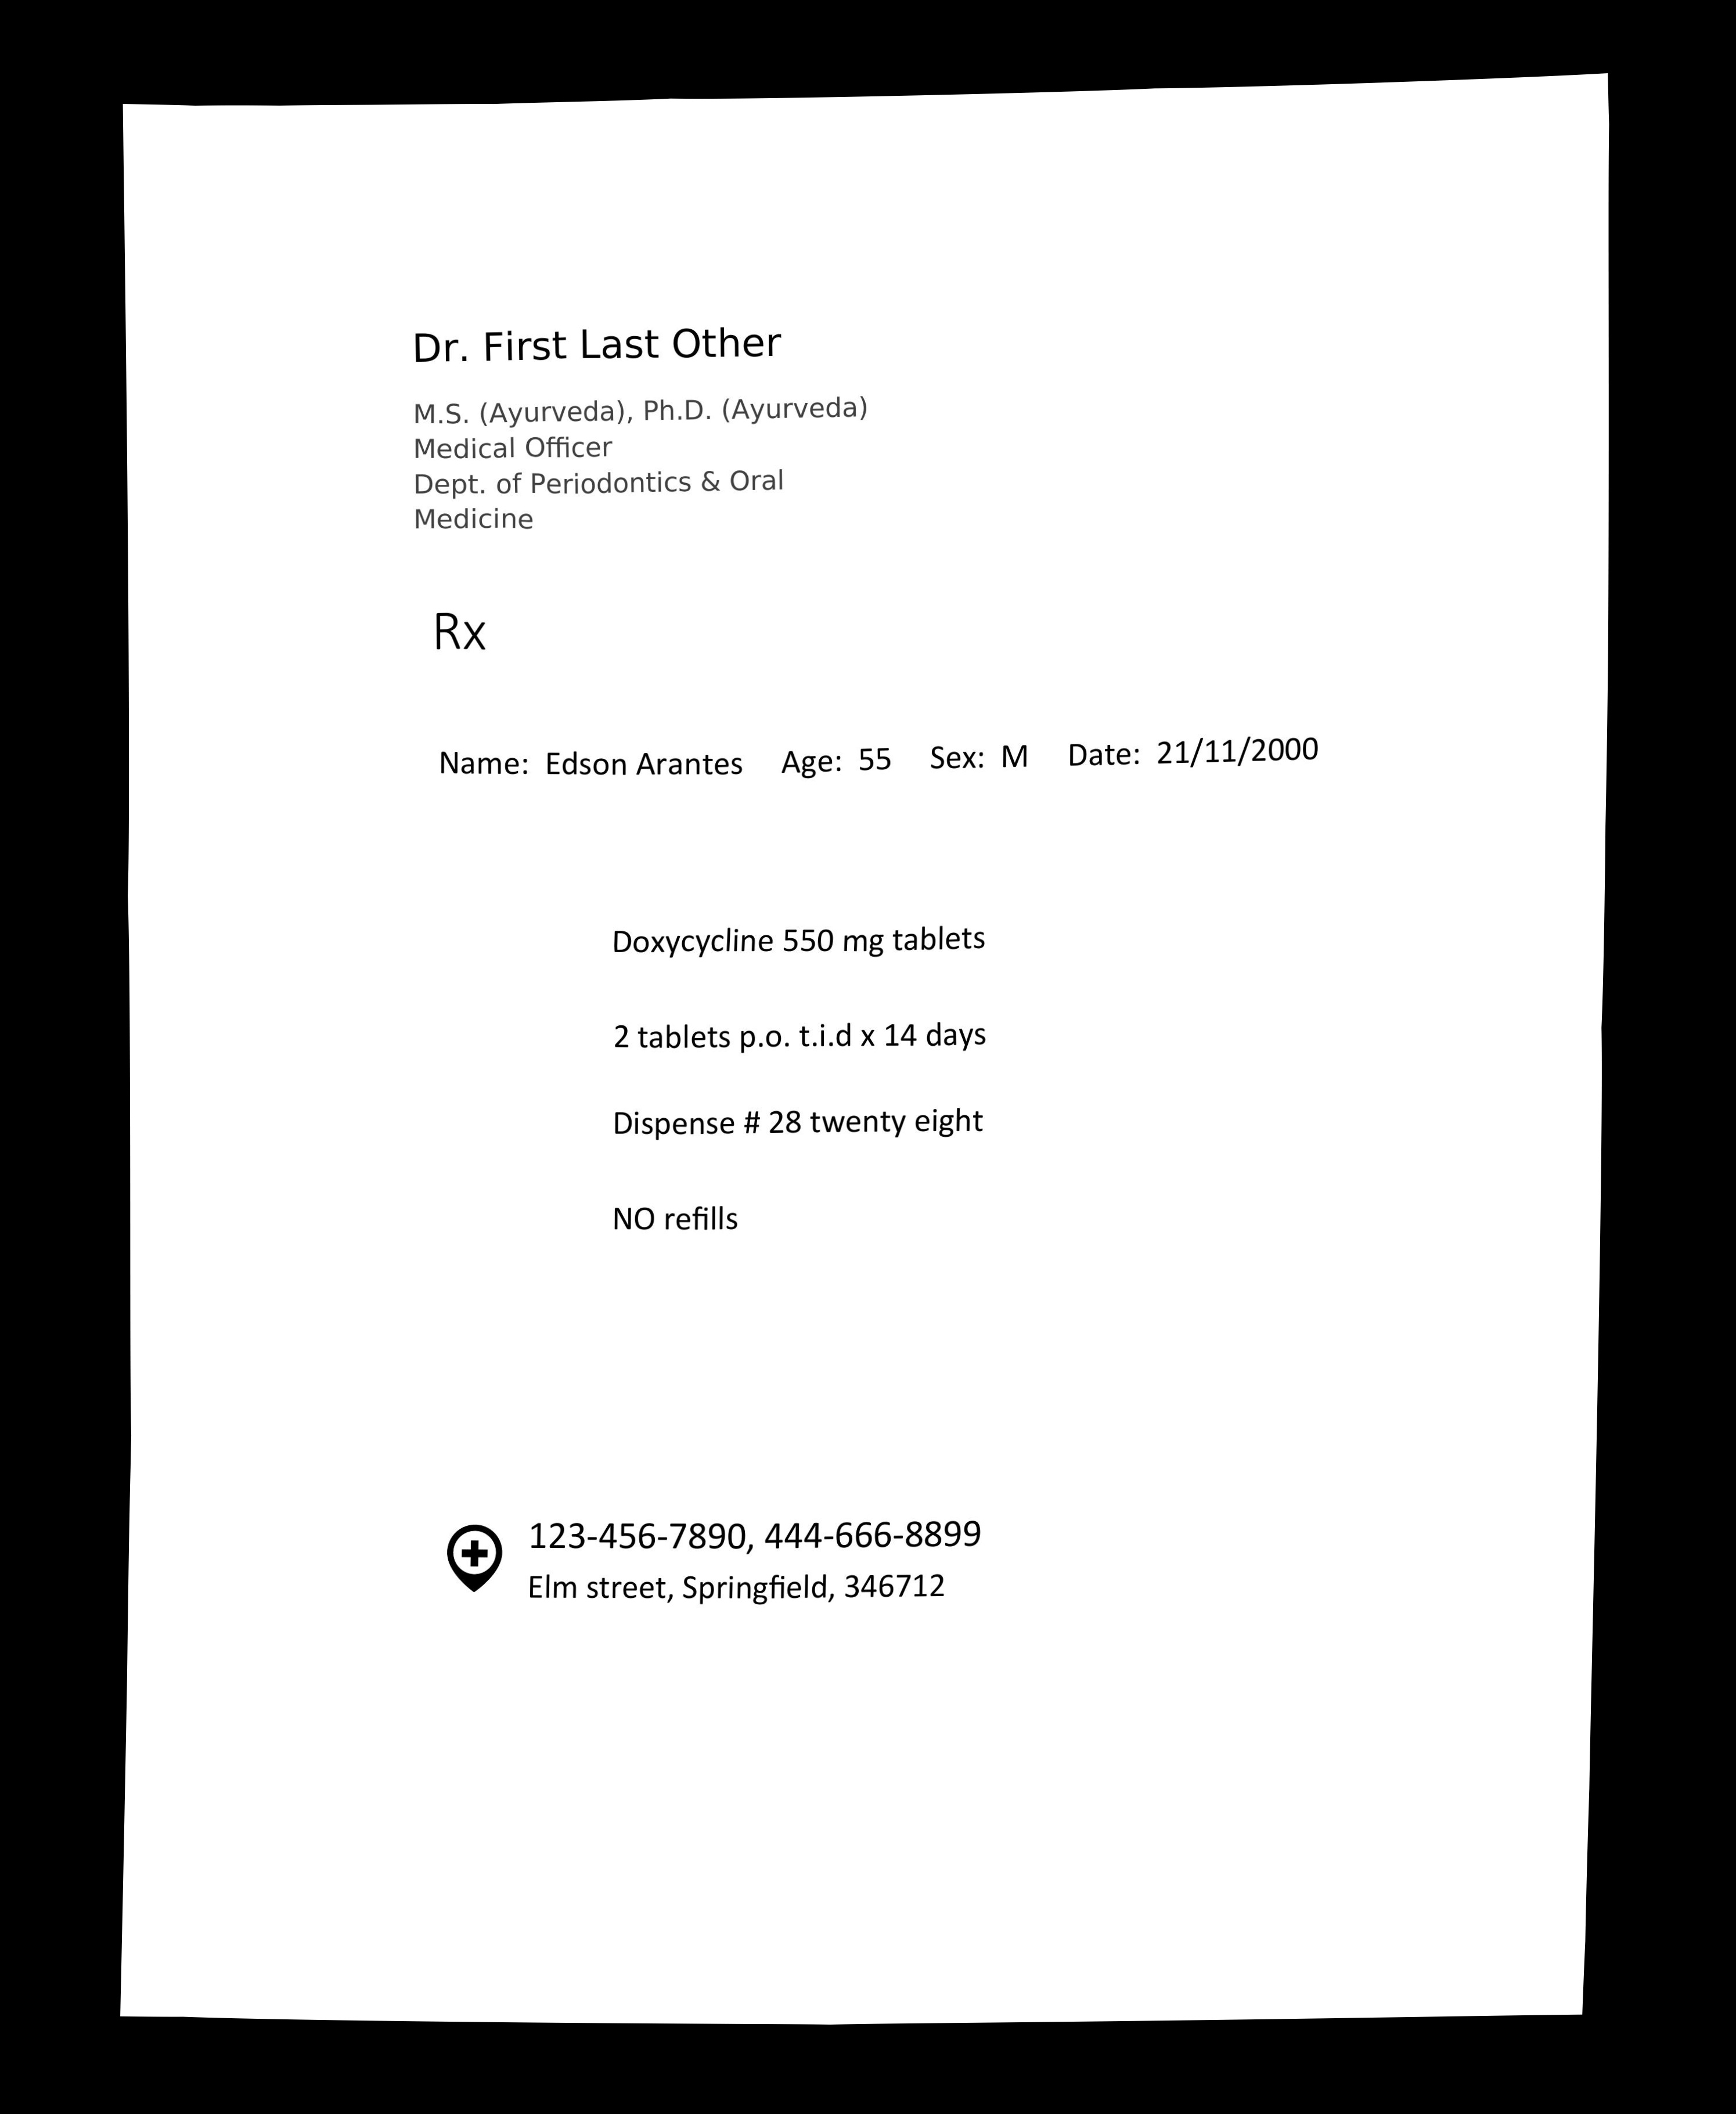 Dr. First Last Other
M.S. (Ayurveda), Ph.D. (Ayurveda)
Medical Officer
Dept. of Periodontics & Oral
Medicine
Rx
Name: Edson Arantes Age: 55 Sex: M Date: 21/11/2000
Doxycycline 550 mg tablets
2 tablets p.o. t.i.d x 14 days
Dispense # 28 twenty eight
NO refills
123-456-7890, 444-666-8899
Elm street, Springfield, 346712